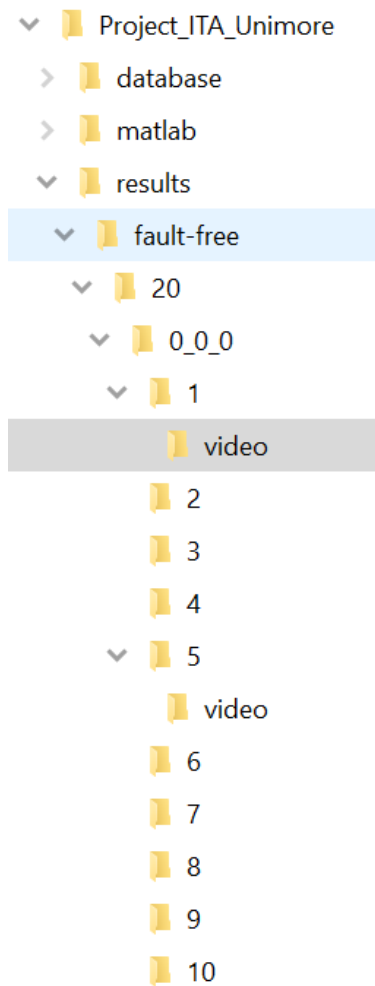 Project_ITA_Unimore
database
matlab
results
fault-free
20
0_0_0
1
video
2
3
4
5
video
6
7
8
9
10